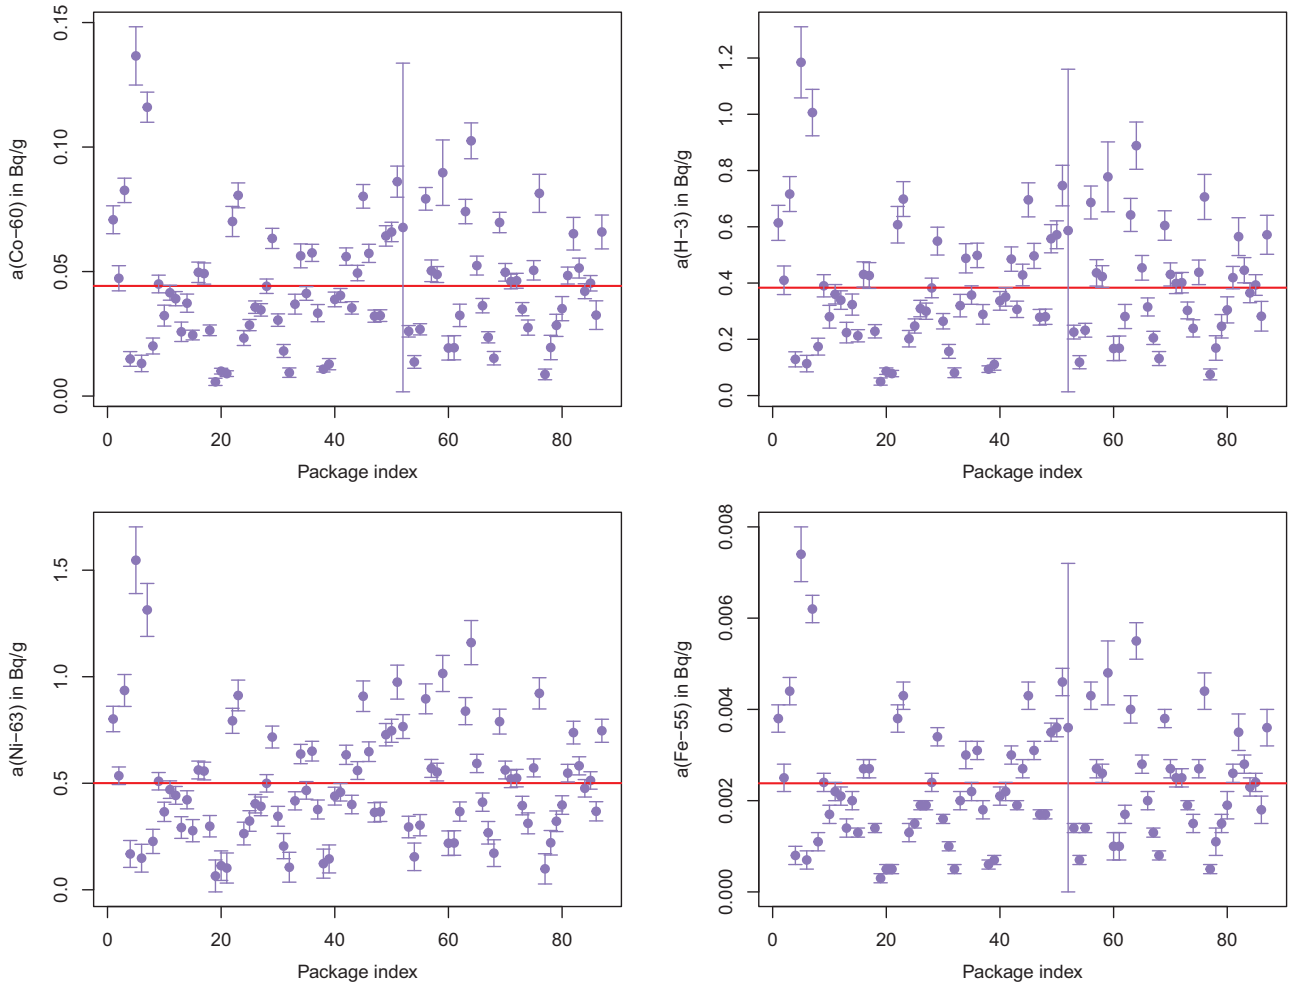 a(Co−60) in Bq/g
0.15
0.10
0.05
0.00
0 20 40 60 80
Package index
a(H−3) in Bq/g
1.2
1.0
0.8
0.6
0.4
0.2
0.0
0 20 40 60 80
Package index
a(Ni−63) in Bq/g
1.5
1.0
0.5
0.0
0 20 40 60 80
Package index
a(Fe−55) in Bq/g
0.008
0.006
0.004
0.002
0.000
0 20 40 60 80
Package index